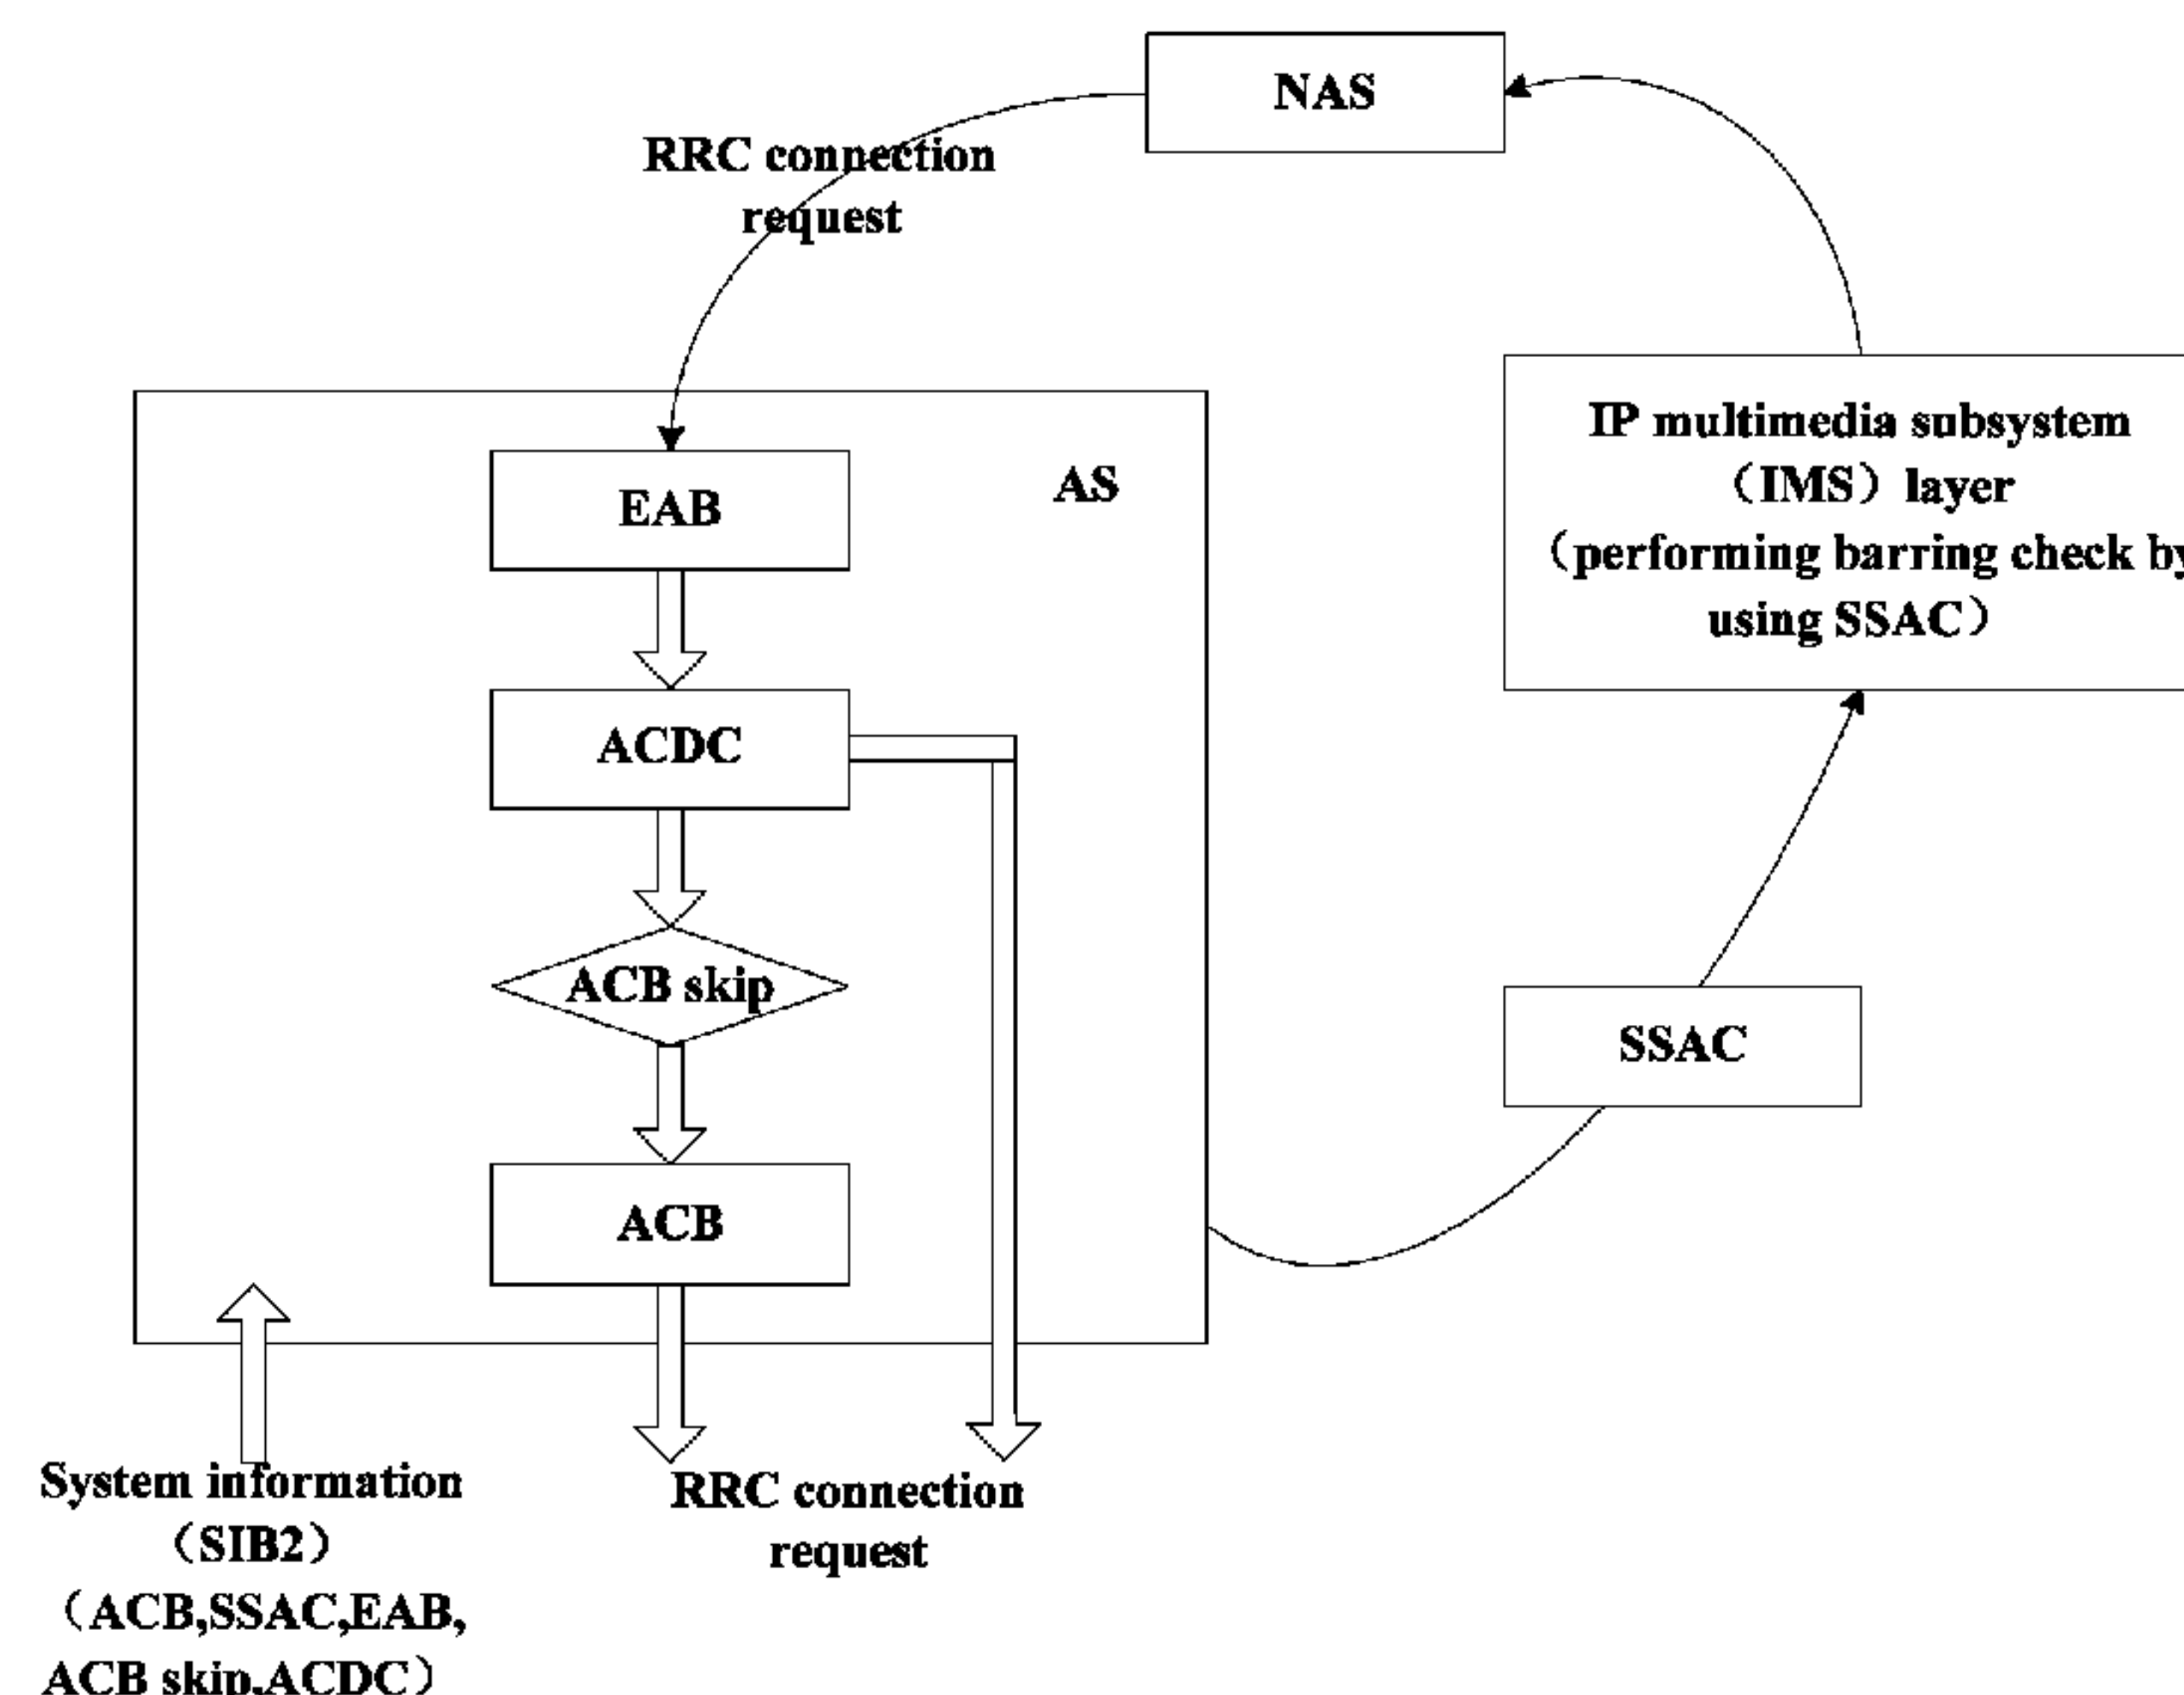 NAS
RRC connection
request
IP multimedia subsystem
（IMS）layer
（performing barring check by
using SSAC）
EAB
AS
ACDC
ACB skip
SSAC
ACB
System information
（SIB2）
（ACB,SSAC,EAB,
ACB skip,ACDC）
RRC connection
request